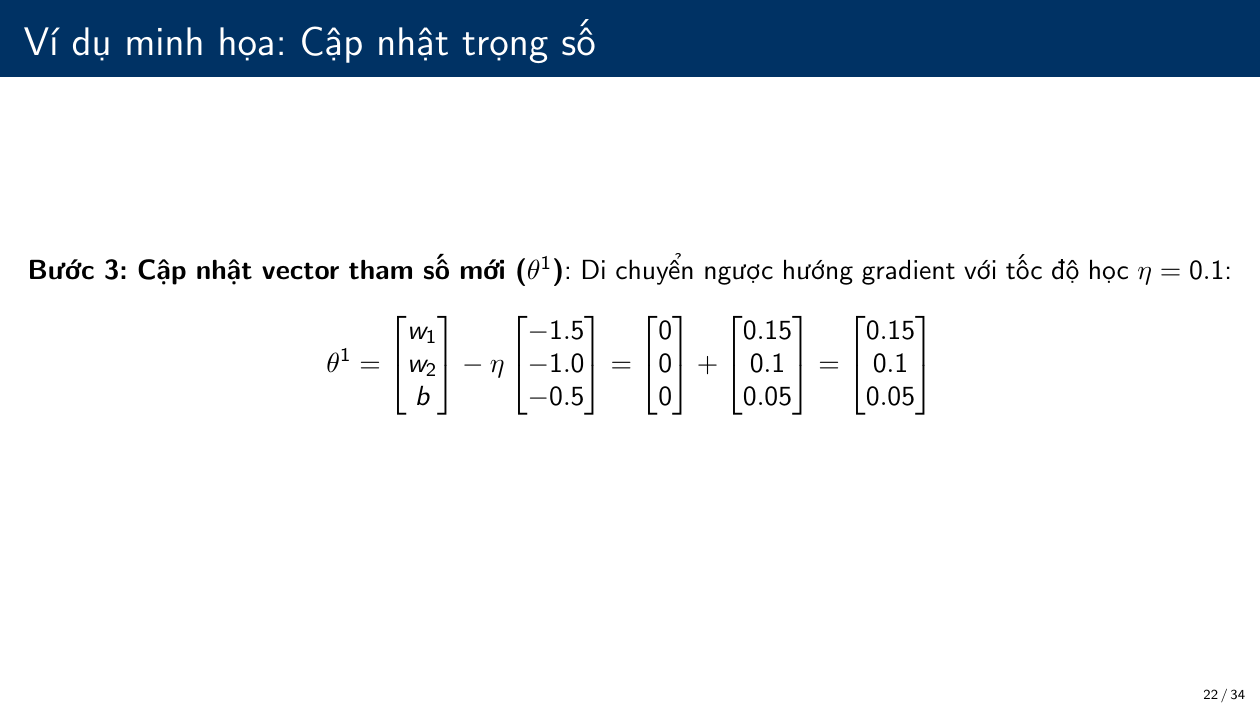 Ví dụ minh họa: Cập nhật trọng số
Bước 3: Cập nhật vector tham số mới (θ¹): Di chuyển ngược hướng gradient với tốc độ học η = 0.1:
θ¹ = [w₁ w₂ b] − η [−1.5 −1.0 −0.5] = [0 0 0] + [0.15 0.1 0.05] = [0.15 0.1 0.05]
22 / 34